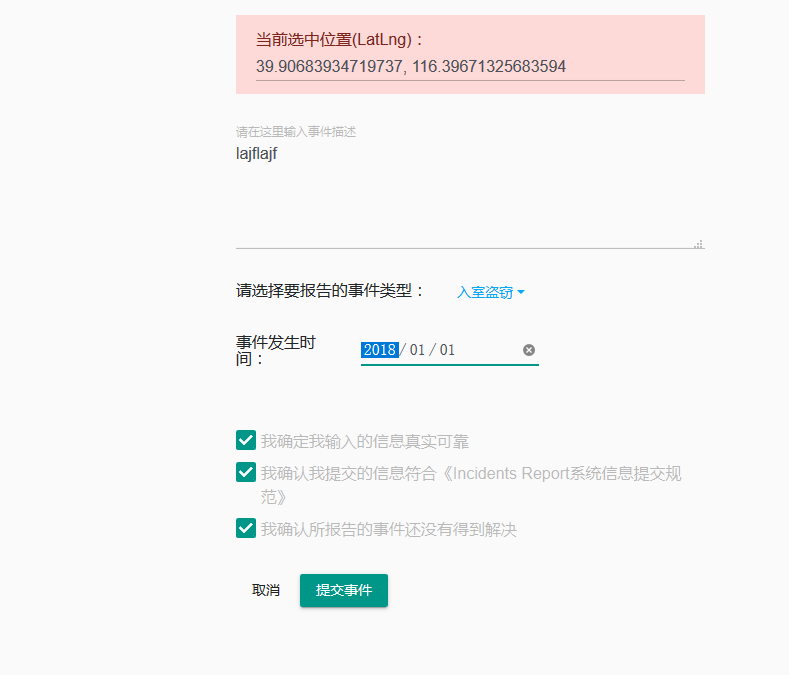 当前选中位置(LatLng)：
39.90683934719737, 116.39671325683594
请在这里输入事件描述
lajflajf
请选择要报告的事件类型： 入室盗窃
事件发生时
间： 2018 / 01 / 01
我确定我输入的信息真实可靠
我确认我提交的信息符合《Incidents Report系统信息提交规
范》
我确认所报告的事件还没有得到解决
取消 提交事件